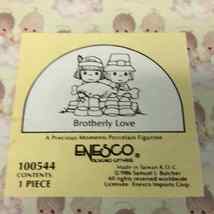 Brotherly Love
A Precious Moments Porcelain Figurine
ENESCO®
100544
CONTENTS:
1 PIECE
Made in Taiwan R.O.C.
©1986 Samuel J. Butcher
All rights reserved worldwide
Licensee Enesco Imports Corp.